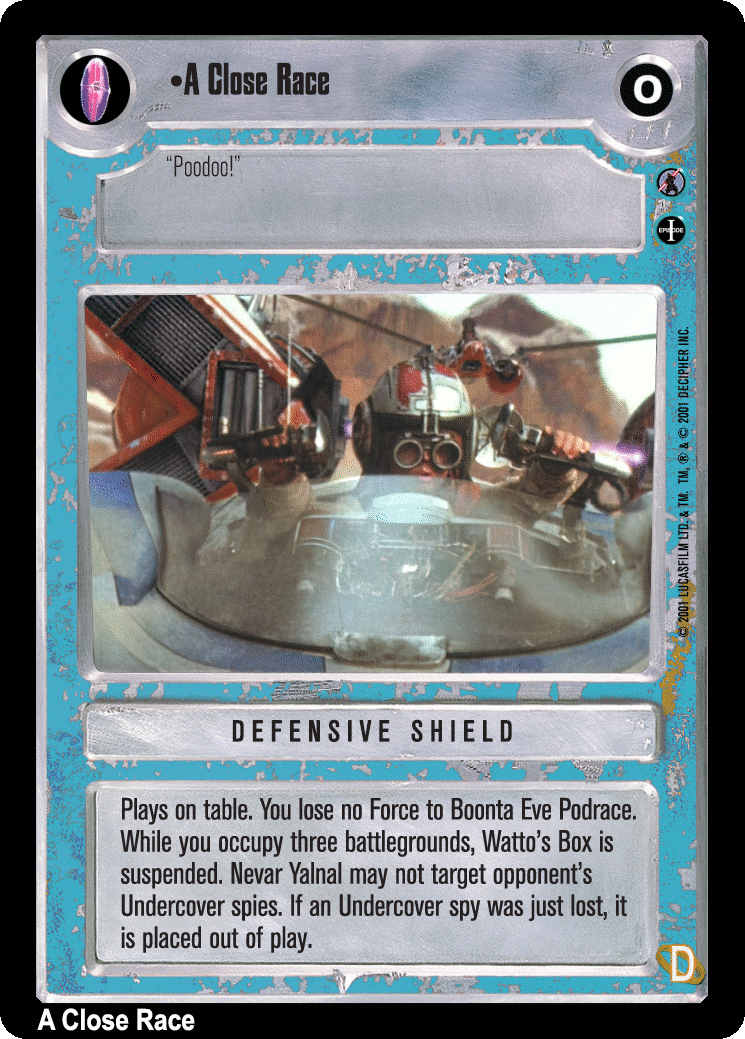 •A Close Race
O
“Poodoo!”
EPISODE
I
© 2001 LUCASFILM LTD. & TM. TM, ® & © 2001 DECIPHER INC.
DEFENSIVE SHIELD
Plays on table. You lose no Force to Boonta Eve Podrace.
While you occupy three battlegrounds, Watto’s Box is
suspended. Nevar Yalnal may not target opponent’s
Undercover spies. If an Undercover spy was just lost, it
is placed out of play.
D
A Close Race